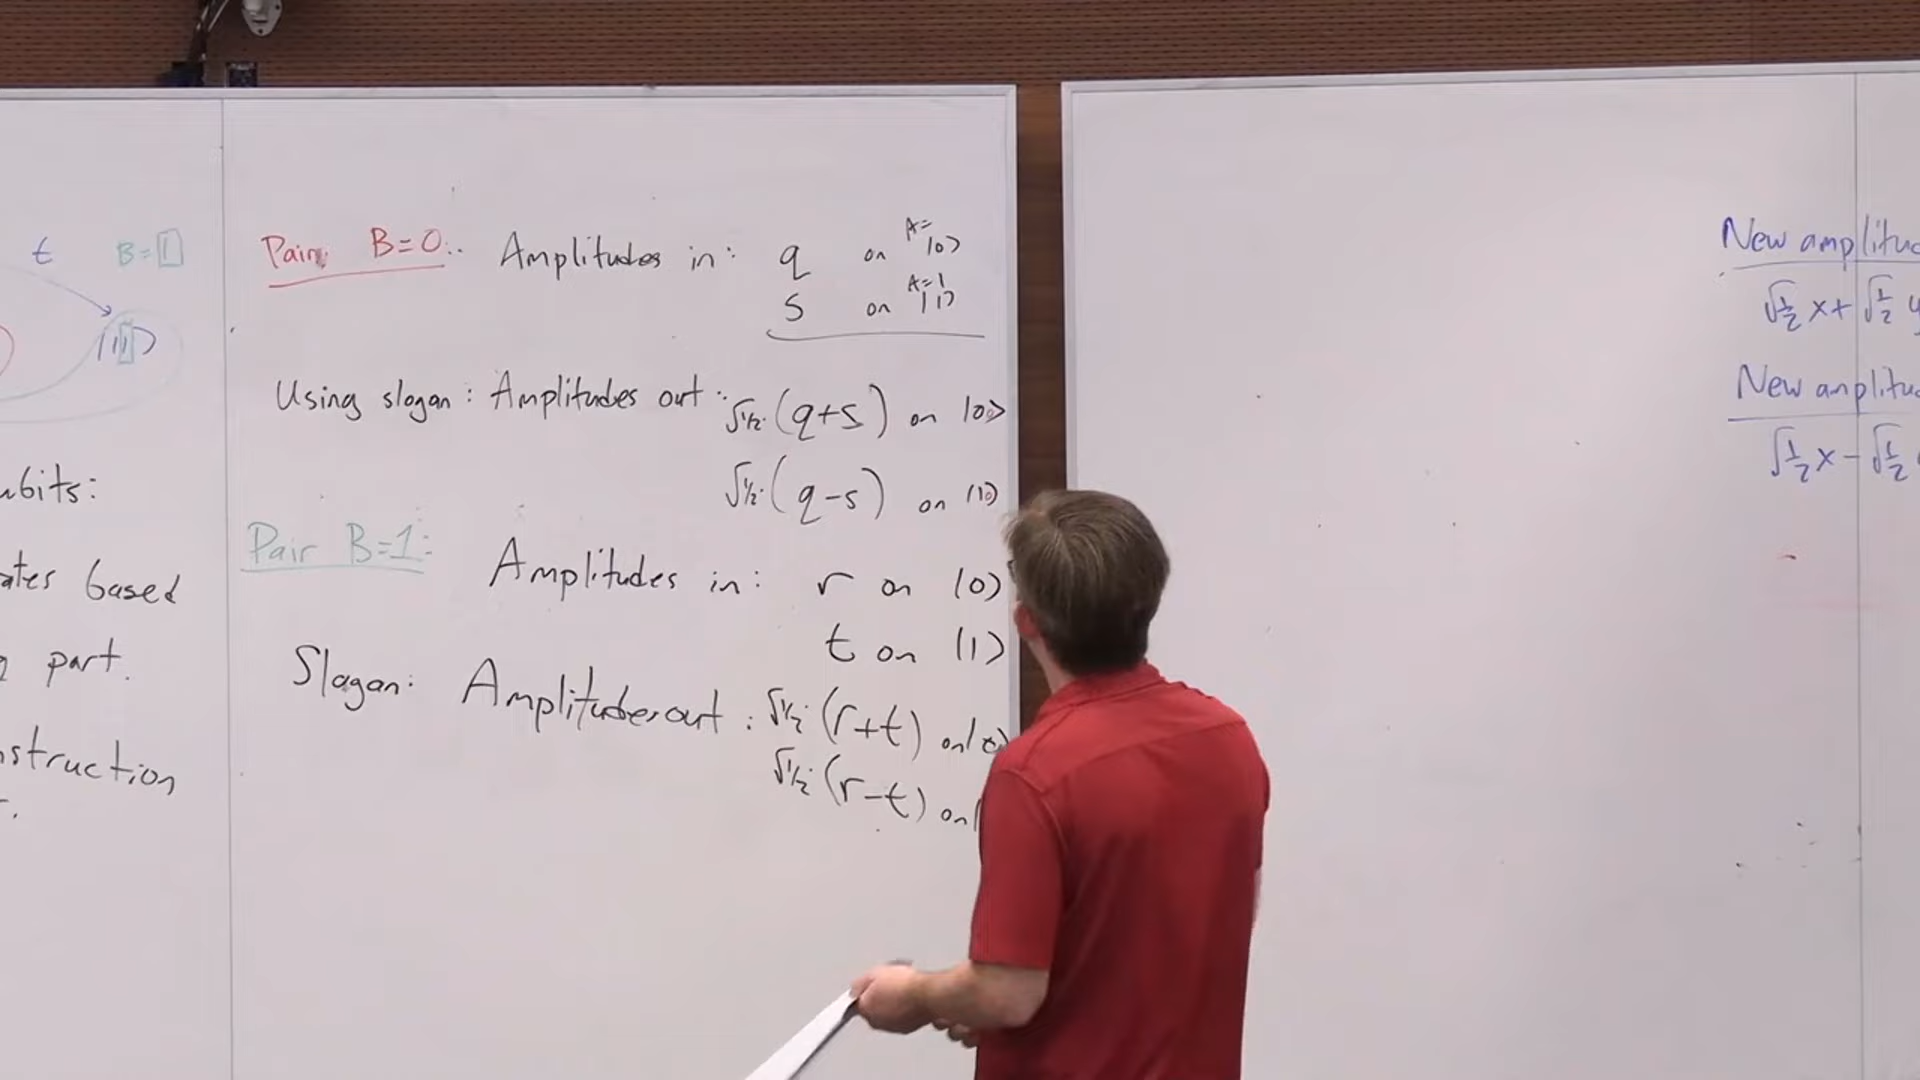 t B=1
|11⟩
ubits:
ates based
part.
nstruction
Pair B=0: Amplitudes in: q on A= |0⟩
s on A=1 |1⟩
Using slogan: Amplitudes out: √½ (q+s) on |0⟩
√½ (q-s) on |1⟩
Pair B=1: Amplitudes in: r on |0⟩
t on |1⟩
Slogan: Amplitudes out: √½ (r+t) on |0⟩
√½ (r-t) on |
New amplitud
√½ x + √½ y
New amplitu
√½ x - √½